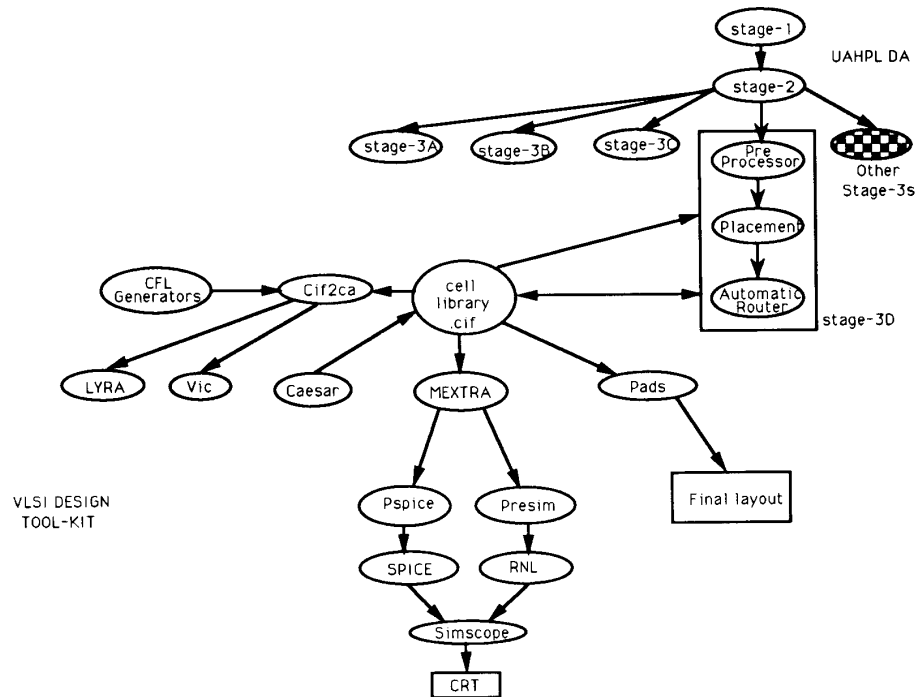 stage-1
UAHPL DA
stage-2
stage-3A
stage-3B
stage-3C
Pre
Processor
Other
Stage-3s
Placement
CFL
Generators
Cif2ca
cell
library
.cif
Automatic
Router
stage-3D
LYRA
Vic
Caesar
MEXTRA
Pads
VLSI DESIGN
TOOL-KIT
Pspice
Presim
Final layout
SPICE
RNL
Simscope
CRT